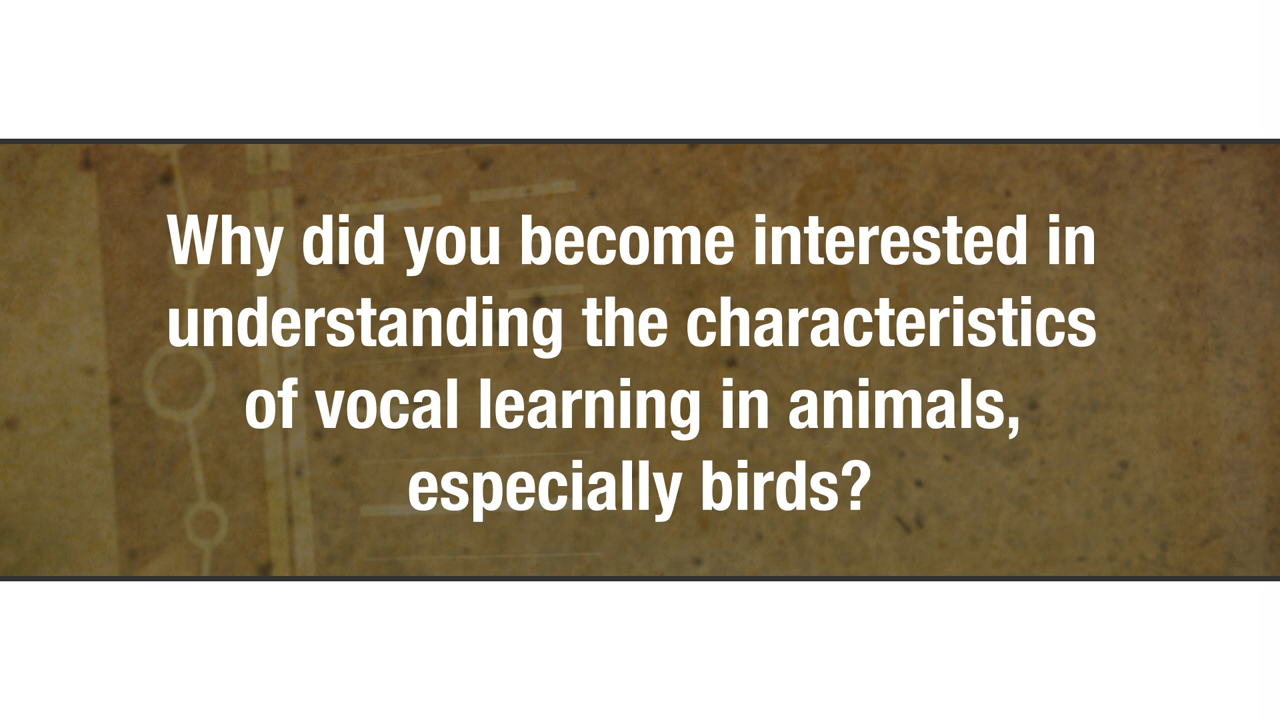 Why did you become interested in
understanding the characteristics
of vocal learning in animals,
especially birds?